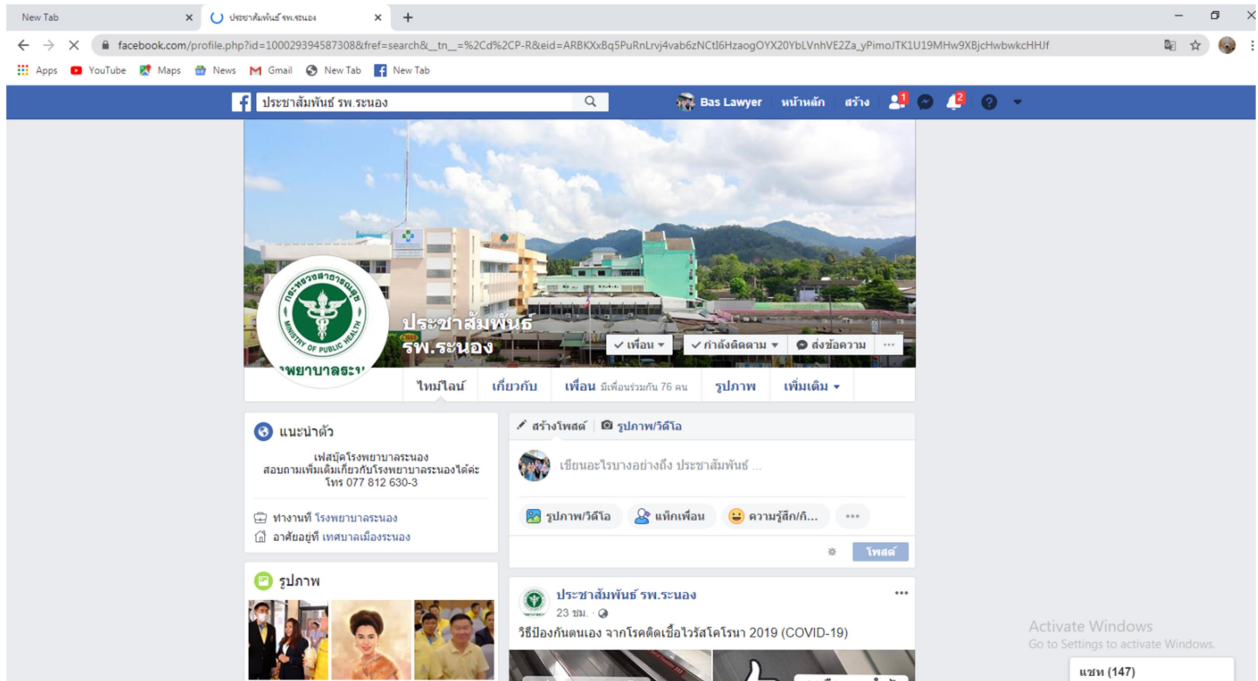 New Tab
ประชาสัมพันธ์ รพ.ระนอง
facebook.com/profile.php?id=100029394587308&fref=search&__tn__=%2Cd%2CP-R&eid=ARBKXxBq5PuRnLrvj4vab6zNCtI6HzaogOYX20YbLVnhVE2Za_yPimoJTK1U19MHw9XBjcHwbwkcHHJf
Apps YouTube Maps News Gmail New Tab New Tab
ประชาสัมพันธ์ รพ.ระนอง
Bas Lawyer หน้าหลัก สร้าง 1 2
กระทรวงสาธารณสุข
MINISTRY OF PUBLIC HEALTH
ประชาสัมพันธ์
รพ.ระนอง
เพื่อน กำลังติดตาม ส่งข้อความ ...
ไทม์ไลน์ เกี่ยวกับ เพื่อน มีเพื่อนร่วมกัน 76 คน รูปภาพ เพิ่มเติม
แนะนำตัว
เฟสบุ๊คโรงพยาบาลระนอง
สอบถามเพิ่มเติมเกี่ยวกับโรงพยาบาลระนองได้ค่ะ
โทร 077 812 630-3
ทำงานที่ โรงพยาบาลระนอง
อาศัยอยู่ที่ เทศบาลเมืองระนอง
รูปภาพ
สร้างโพสต์ รูปภาพ/วิดีโอ
เขียนอะไรบางอย่างถึง ประชาสัมพันธ์ ...
รูปภาพ/วิดีโอ แท็กเพื่อน ความรู้สึก/กิ... ...
โพสต์
ประชาสัมพันธ์ รพ.ระนอง
23 ชม. ·
วิธีป้องกันตนเอง จากโรคติดเชื้อไวรัสโคโรนา 2019 (COVID-19)
Activate Windows
Go to Settings to activate Windows.
แชท (147)